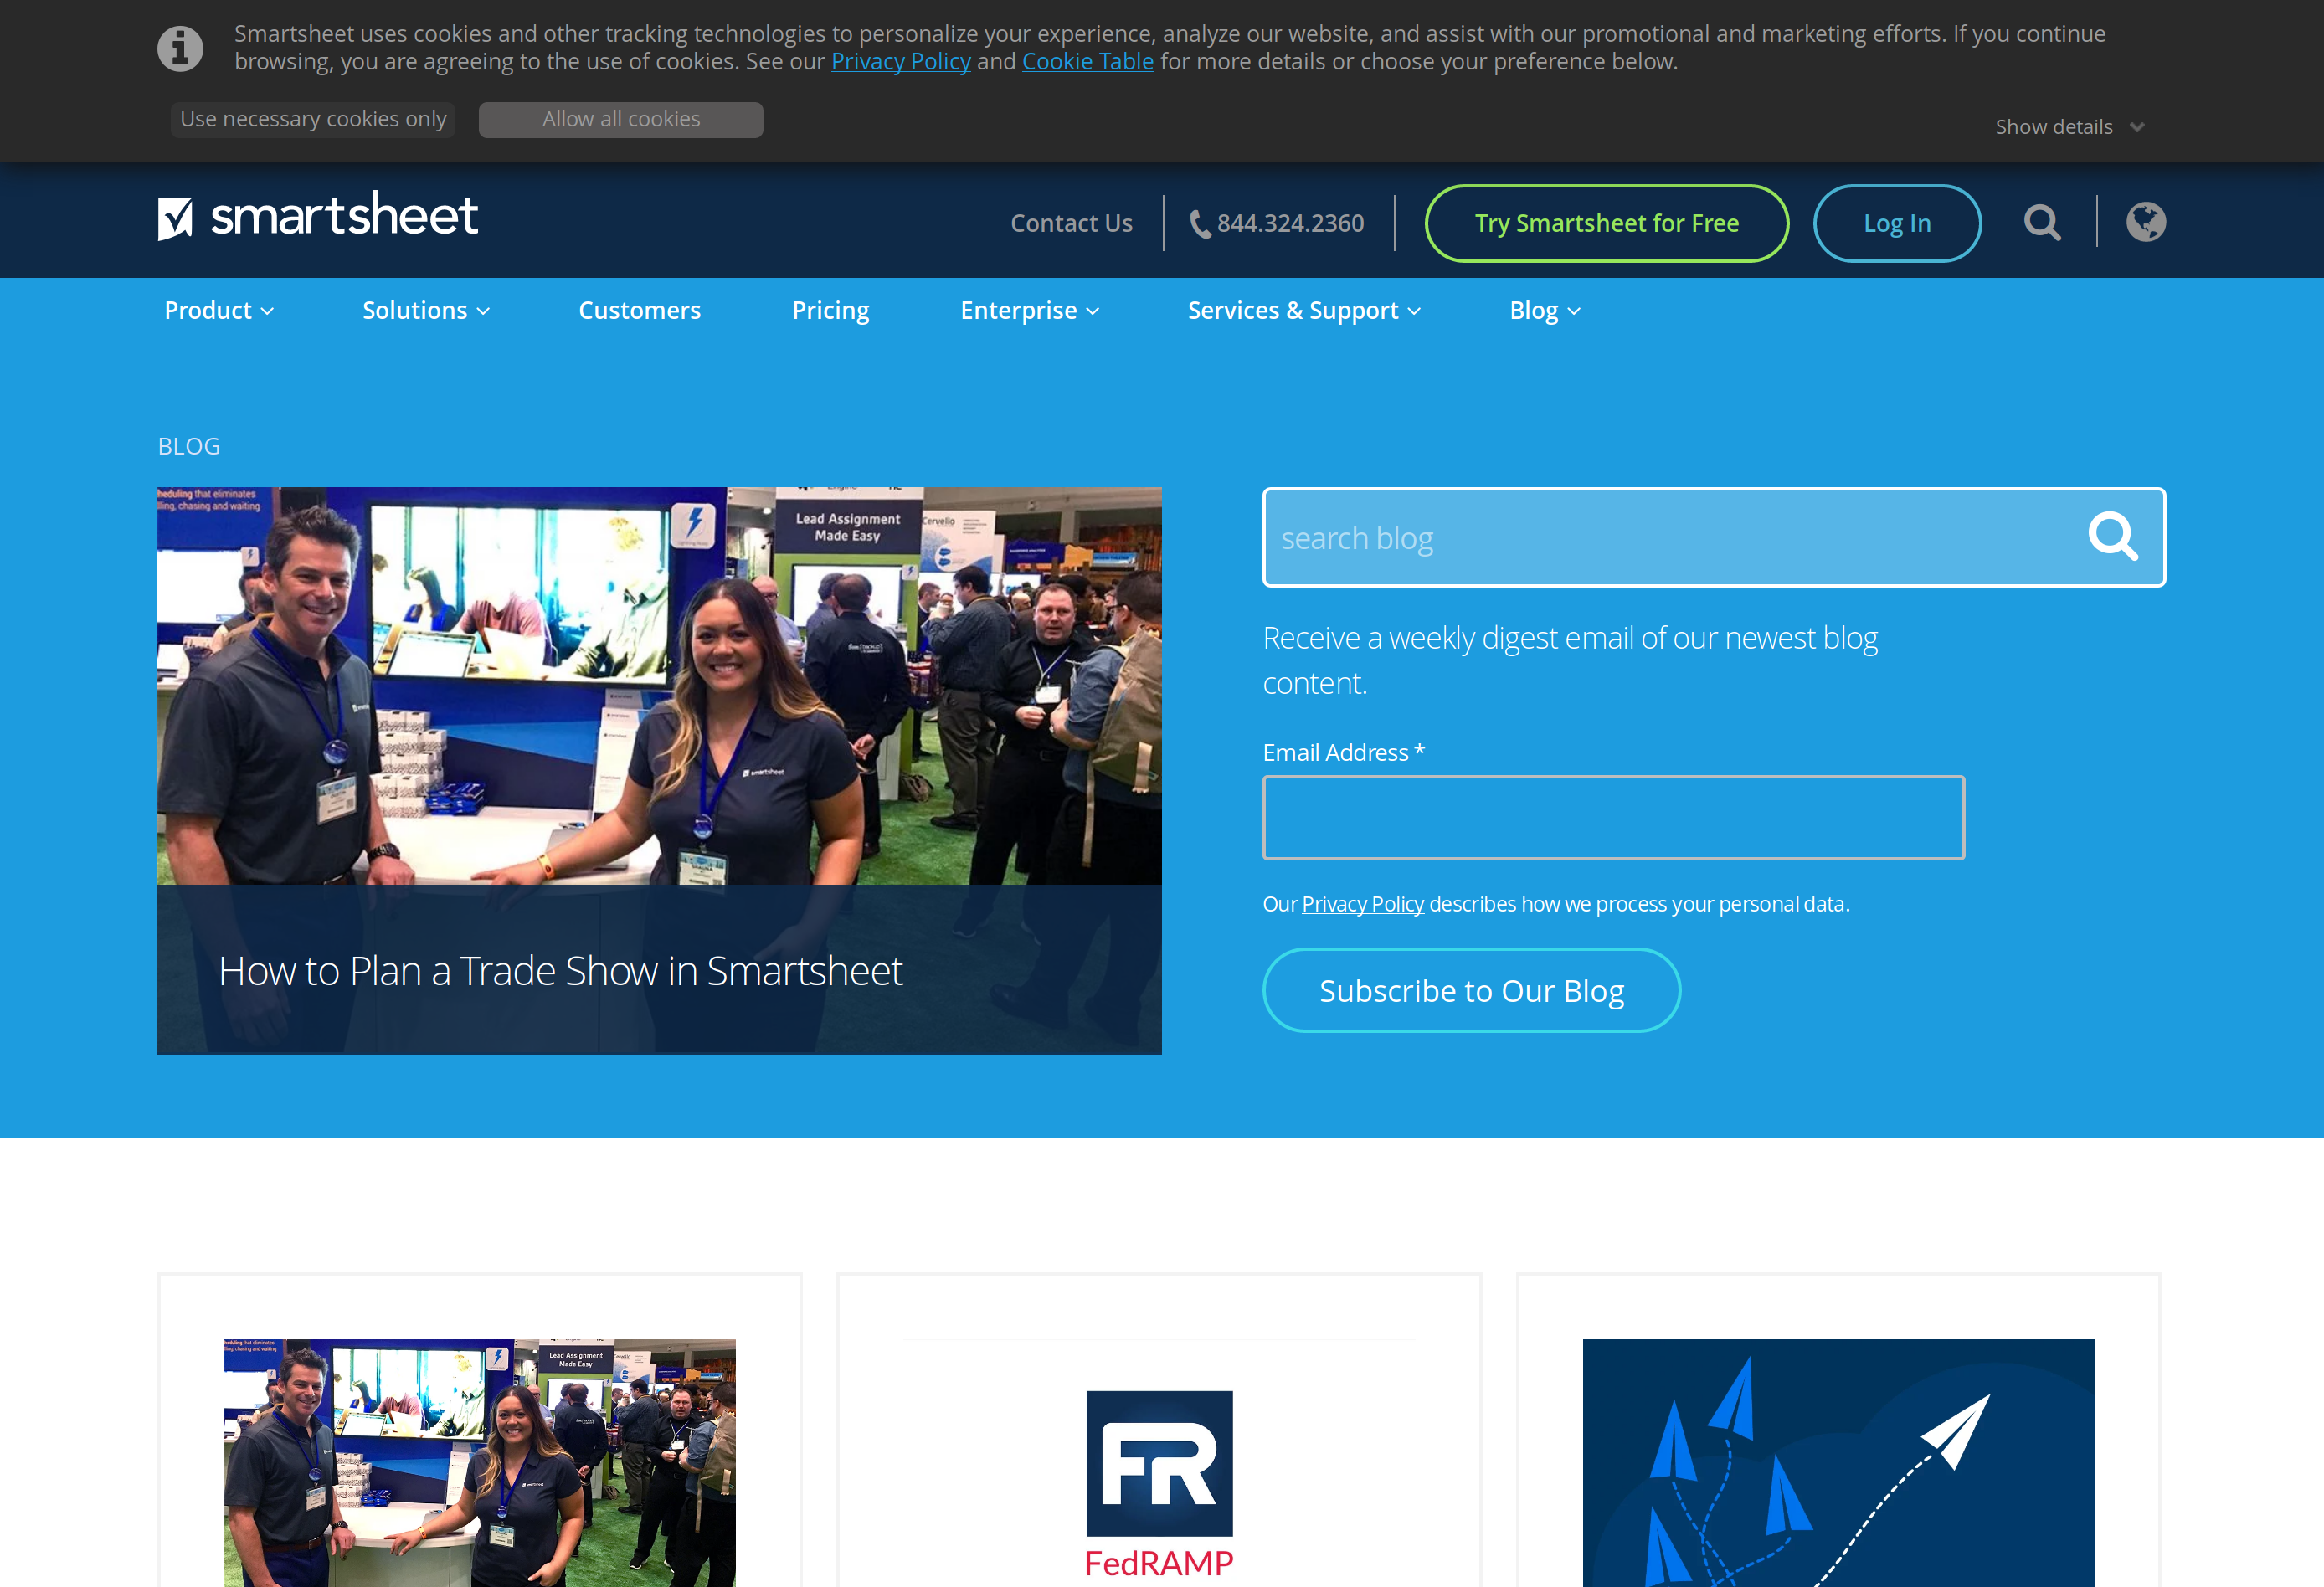 Smartsheet uses cookies and other tracking technologies to personalize your experience, analyze our website, and assist with our promotional and marketing efforts. If you continue
browsing, you are agreeing to the use of cookies. See our Privacy Policy and Cookie Table for more details or choose your preference below.
Use necessary cookies only
Allow all cookies
Show details
smartsheet
Contact Us
844.324.2360
Try Smartsheet for Free
Log In
Product
Solutions
Customers
Pricing
Enterprise
Services & Support
Blog
BLOG
heduling that eliminates
ling, chasing and waiting
Lead Assignment
Made Easy
Cervello
smartsheet
How to Plan a Trade Show in Smartsheet
search blog
Receive a weekly digest email of our newest blog
content.
Email Address *
Our Privacy Policy describes how we process your personal data.
Subscribe to Our Blog
Lead Assignment
Made Easy
FR
FedRAMP